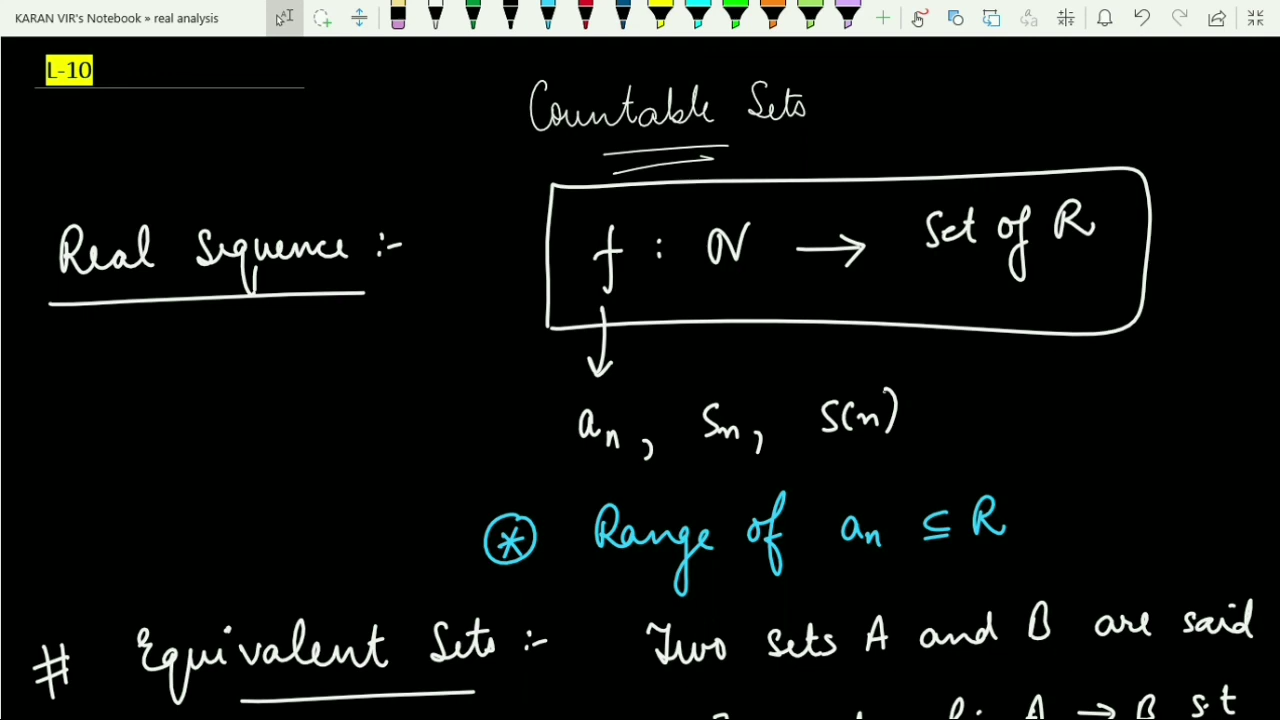 KARAN VIR's Notebook » real analysis
L-10
Countable Sets
Real Sequence :-
f : N → Set of R
an, Sn, S(n)
* Range of an ⊆ R
# Equivalent Sets :- Two sets A and B are said
A → B s.t